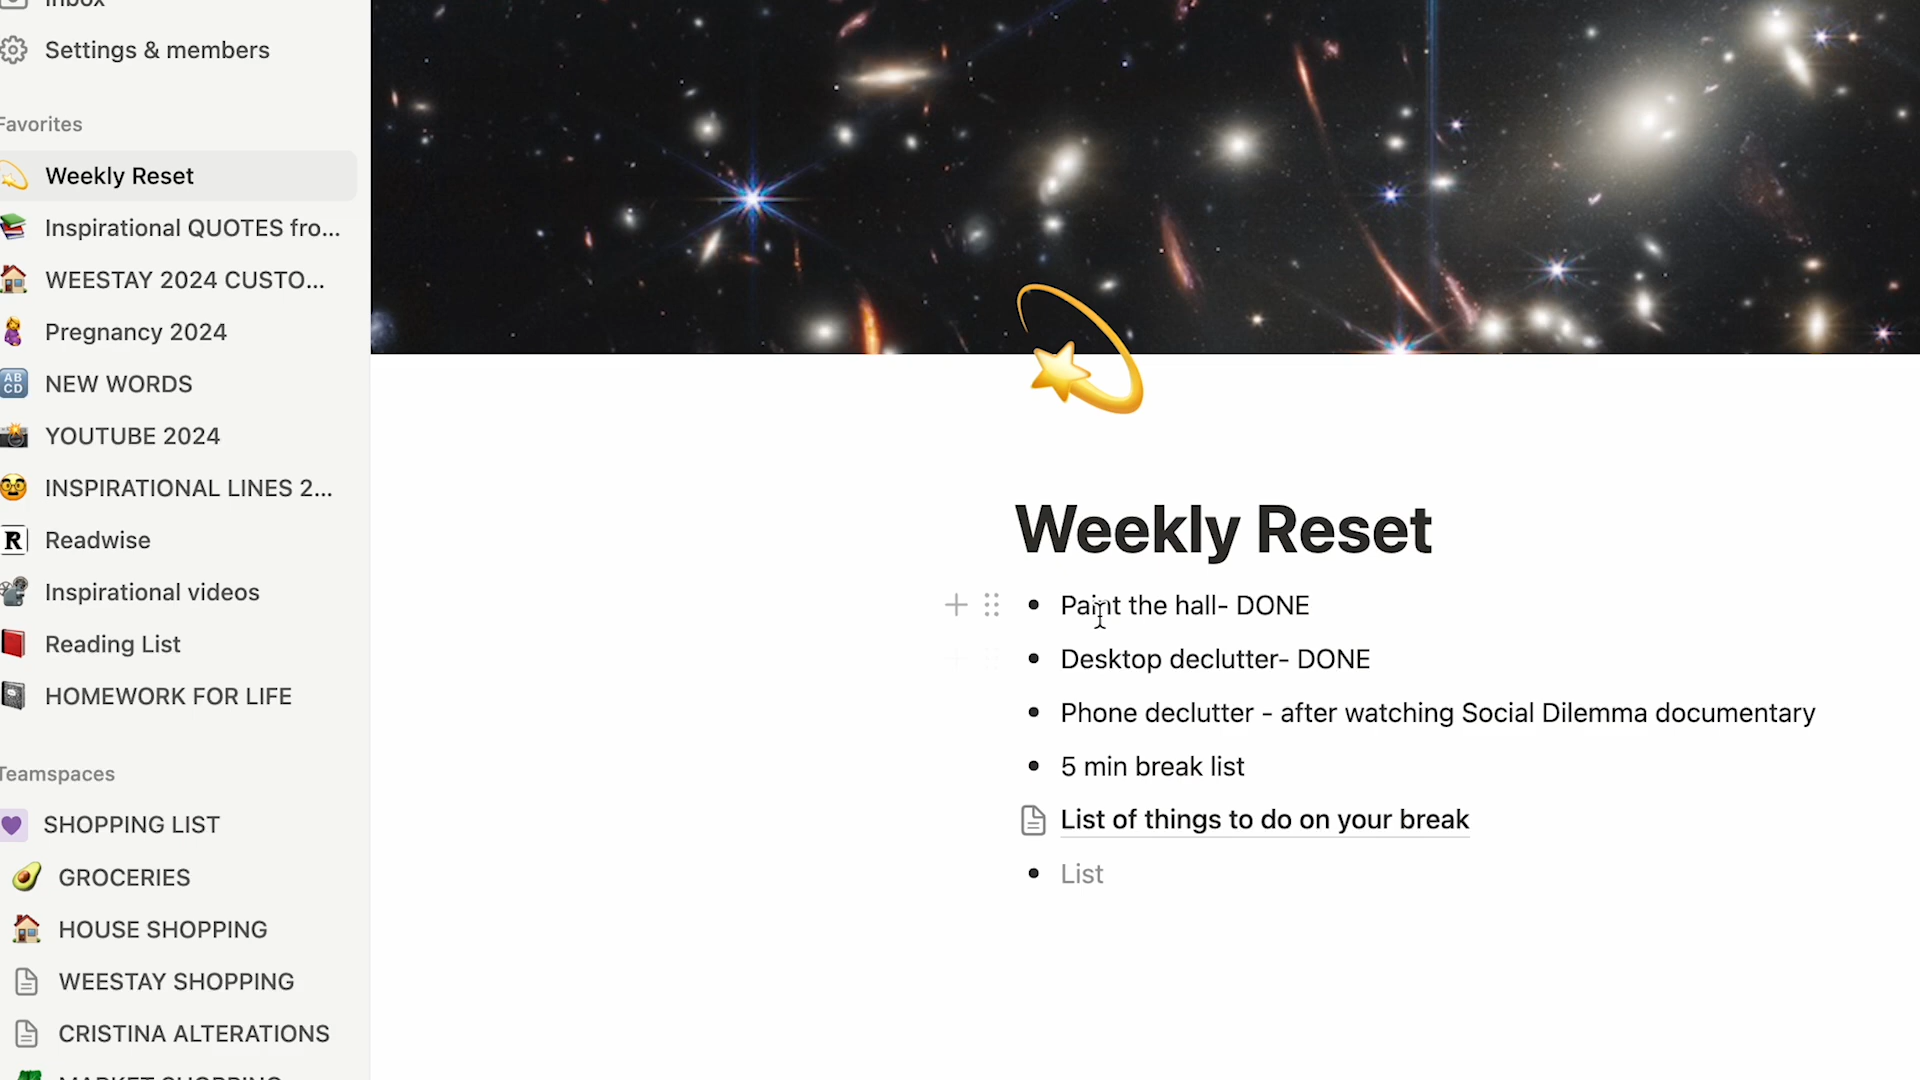 Inbox
Settings & members
Favorites
Weekly Reset
Inspirational QUOTES fro...
WEESTAY 2024 CUSTO...
Pregnancy 2024
NEW WORDS
YOUTUBE 2024
INSPIRATIONAL LINES 2...
Readwise
Inspirational videos
Reading List
HOMEWORK FOR LIFE
Teamspaces
SHOPPING LIST
GROCERIES
HOUSE SHOPPING
WEESTAY SHOPPING
CRISTINA ALTERATIONS
MARKET SHOPPING
Weekly Reset
• Paint the hall- DONE
• Desktop declutter- DONE
• Phone declutter - after watching Social Dilemma documentary
• 5 min break list
List of things to do on your break
• List